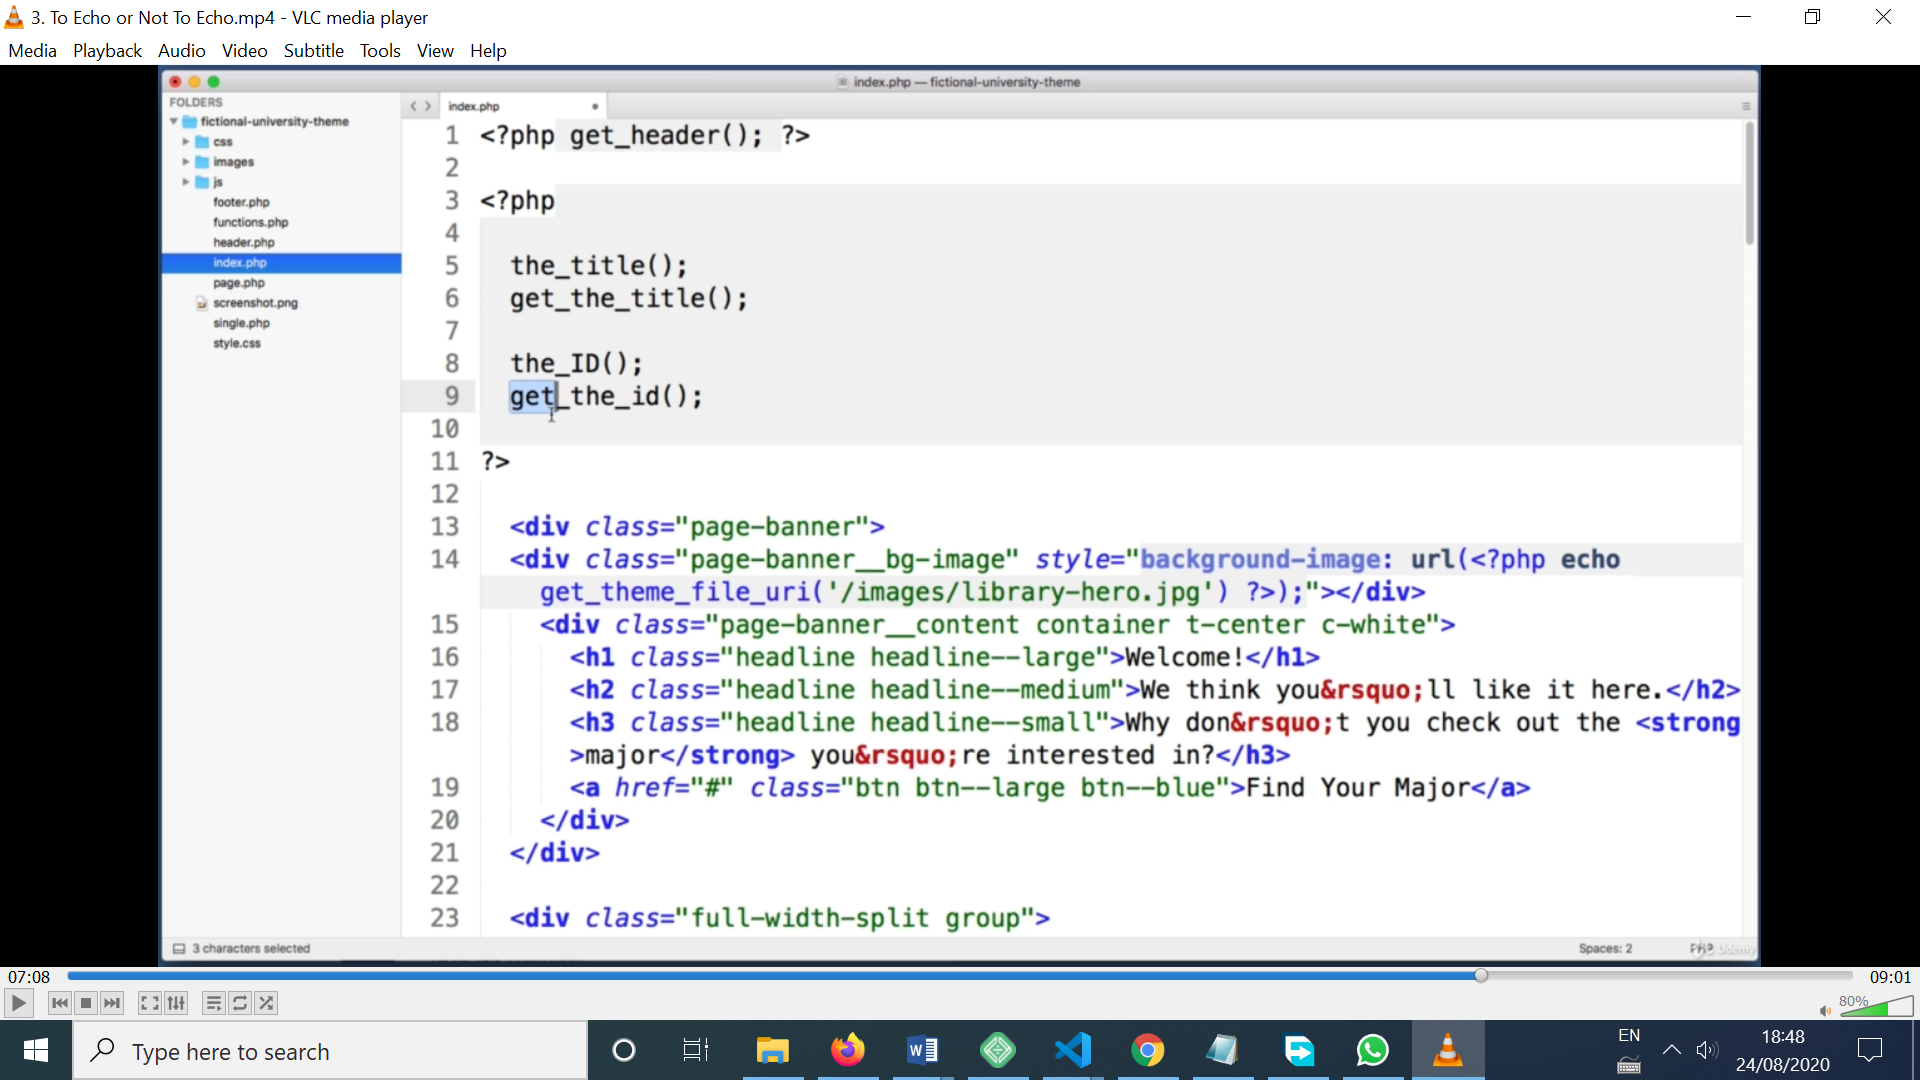 3. To Echo or Not To Echo.mp4 - VLC media player
Media Playback Audio Video Subtitle Tools View Help
index.php — fictional-university-theme
FOLDERS
fictional-university-theme
css
images
js
footer.php
functions.php
header.php
index.php
page.php
screenshot.png
single.php
style.css
index.php
1 <?php get_header(); ?>
2
3 <?php
4
5 the_title();
6 get_the_title();
7
8 the_ID();
9 get_the_id();
10
11 ?>
12
13 <div class="page-banner">
14 <div class="page-banner__bg-image" style="background-image: url(<?php echo
get_theme_file_uri('/images/library-hero.jpg') ?>);"></div>
15 <div class="page-banner__content container t-center c-white">
16 <h1 class="headline headline--large">Welcome!</h1>
17 <h2 class="headline headline--medium">We think you&rsquo;ll like it here.</h2>
18 <h3 class="headline headline--small">Why don&rsquo;t you check out the <strong
>major</strong> you&rsquo;re interested in?</h3>
19 <a href="#" class="btn btn--large btn--blue">Find Your Major</a>
20 </div>
21 </div>
22
23 <div class="full-width-split group">
3 characters selected
Spaces: 2
PHP
Udemy
07:08
09:01
80%
Type here to search
EN
18:48
24/08/2020